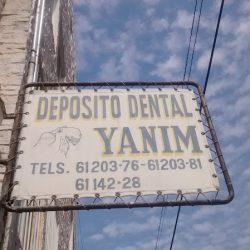 DEPOSITO DENTAL
YANIM
TELS. 61203-76-61203-81
61142-28